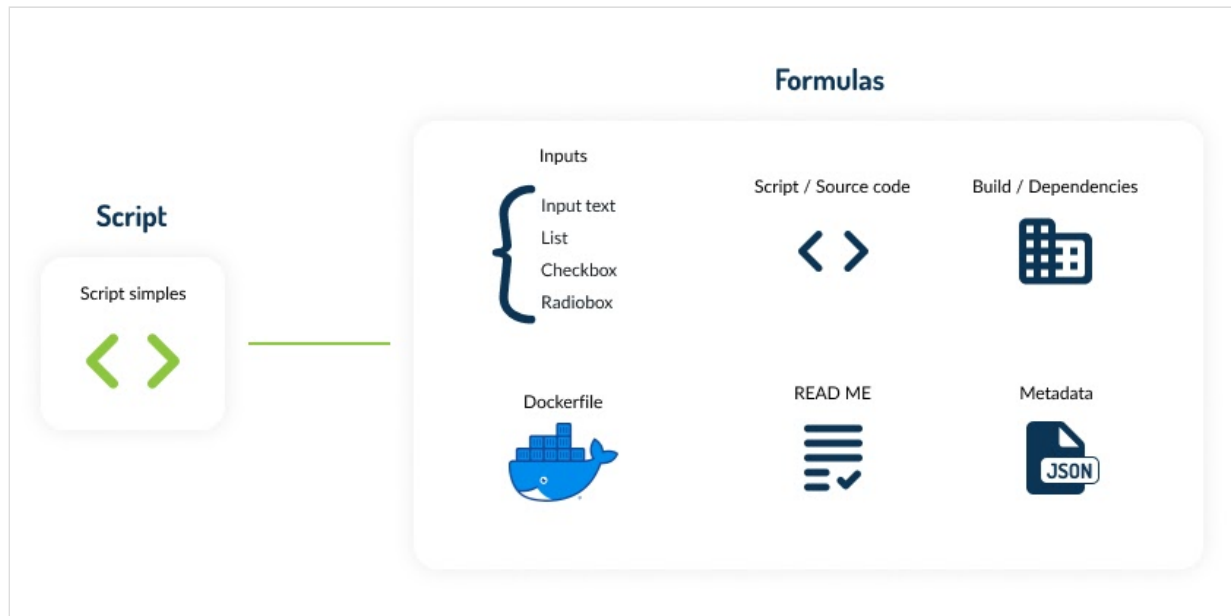 Formulas
Script
Script simples
Inputs
Input text
List
Checkbox
Radiobox
Script / Source code
Build / Dependencies
Dockerfile
READ ME
Metadata
JSON